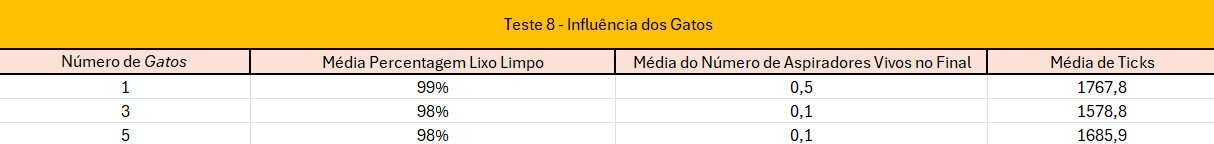 Teste 8 - Influência dos Gatos
Número de Gatos Média Percentagem Lixo Limpo Média do Número de Aspiradores Vivos no Final Média de Ticks
1 99% 0,5 1767,8
3 98% 0,1 1578,8
5 98% 0,1 1685,9